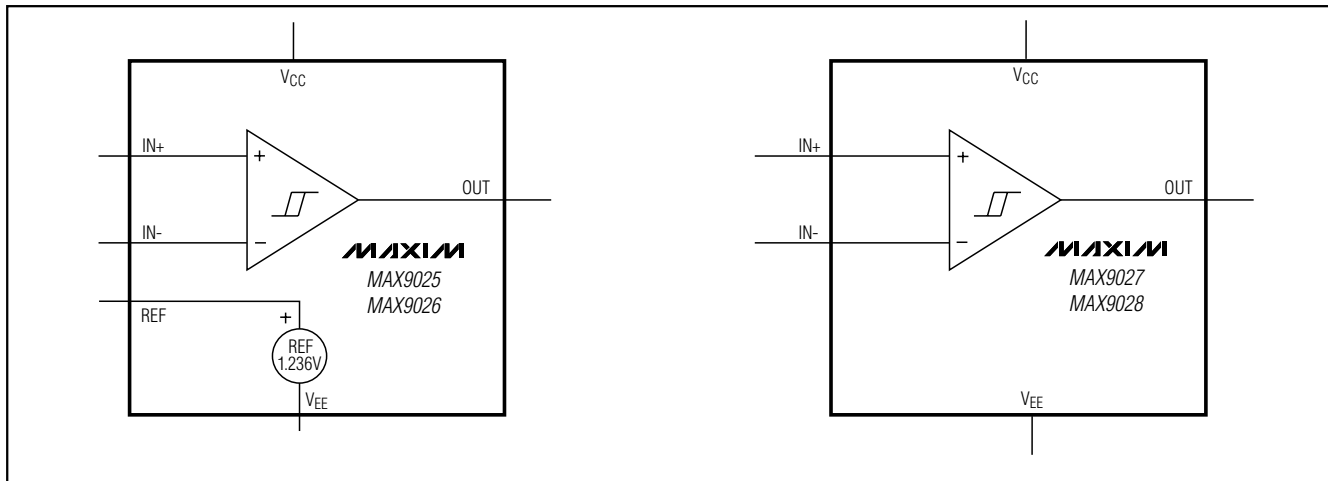 VCC
IN+
+
OUT
IN-
−
MAXIM
MAX9025
MAX9026
REF
+
REF
1.236V
VEE
VCC
IN+
+
OUT
IN-
−
MAXIM
MAX9027
MAX9028
VEE